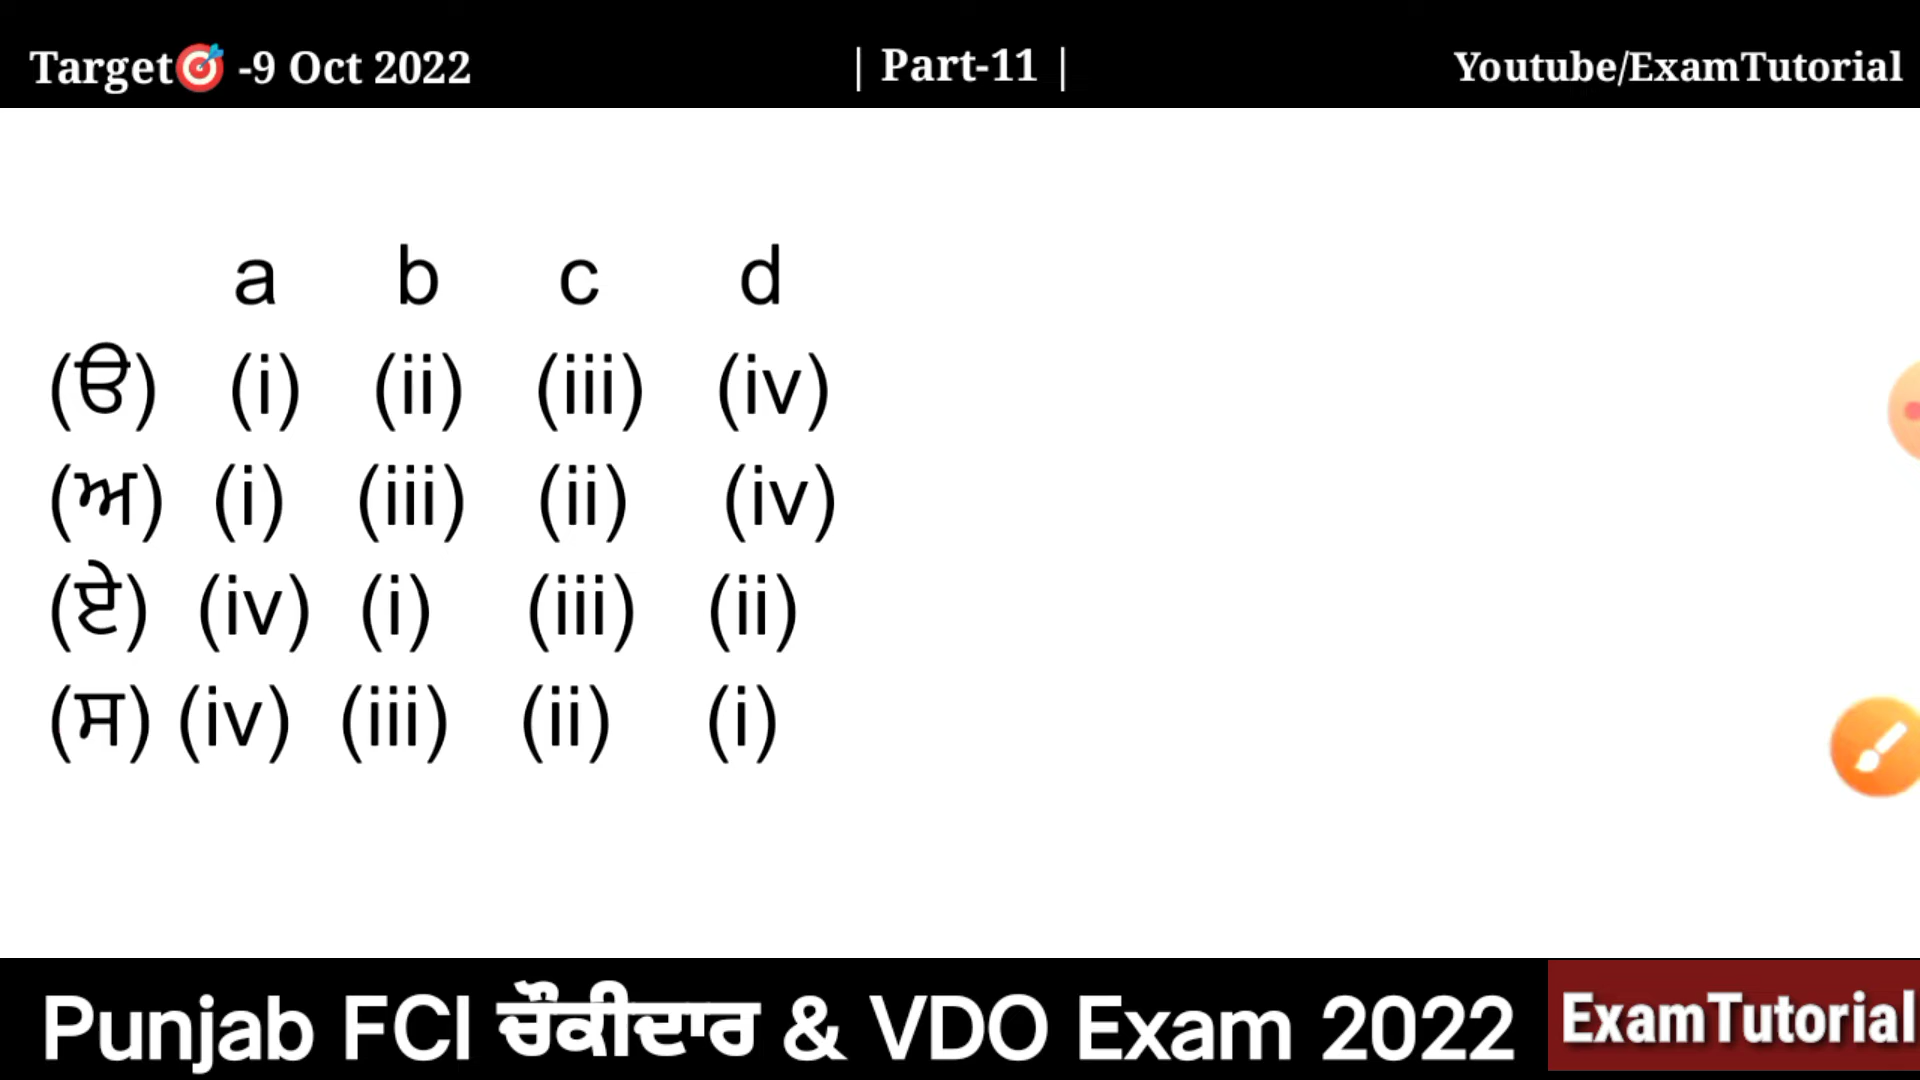 Target🎯 -9 Oct 2022
| Part-11 |
Youtube/ExamTutorial
a b c d
(ੳ) (i) (ii) (iii) (iv)
(ਅ) (i) (iii) (ii) (iv)
(ੲੇ) (iv) (i) (iii) (ii)
(ਸ) (iv) (iii) (ii) (i)
Punjab FCI ਚੌਕੀਦਾਰ & VDO Exam 2022
ExamTutorial